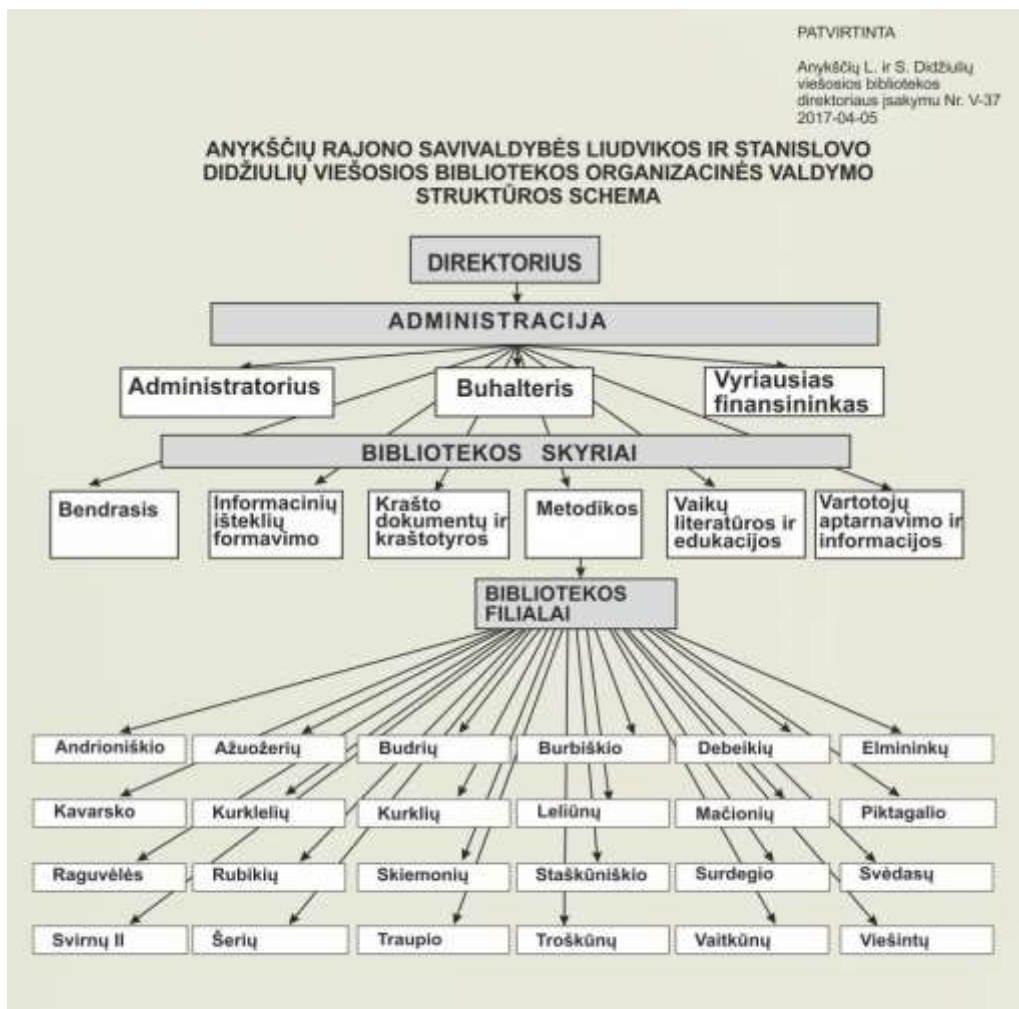 PATVIRTINTA
Anykščių L. ir S. Didžiulių
viešosios bibliotekos
direktoriaus įsakymu Nr. V-37
2017-04-05
ANYKŠČIŲ RAJONO SAVIVALDYBĖS LIUDVIKOS IR STANISLOVO
DIDŽIULIŲ VIEŠOSIOS BIBLIOTEKOS ORGANIZACINĖS VALDYMO
STRUKTŪROS SCHEMA
DIREKTORIUS
ADMINISTRACIJA
Administratorius
Buhalteris
Vyriausias
finansininkas
BIBLIOTEKOS SKYRIAI
Bendrasis
Informacinių
išteklių
formavimo
Krašto
dokumentų ir
kraštotyros
Metodikos
Vaikų
literatūros ir
edukacijos
Vartotojų
aptarnavimo ir
informacijos
BIBLIOTEKOS
FILIALAI
Andrioniškio
Ažuožerių
Budrių
Burbiškio
Debeikių
Elmininkų
Kavarsko
Kurklelių
Kurklių
Leliūnų
Mačionių
Piktagalio
Raguvėlės
Rubikių
Skiemonių
Staškūniškio
Surdegio
Svėdasų
Svirnų II
Šerių
Traupio
Troškūnų
Vaitkūnų
Viešintų